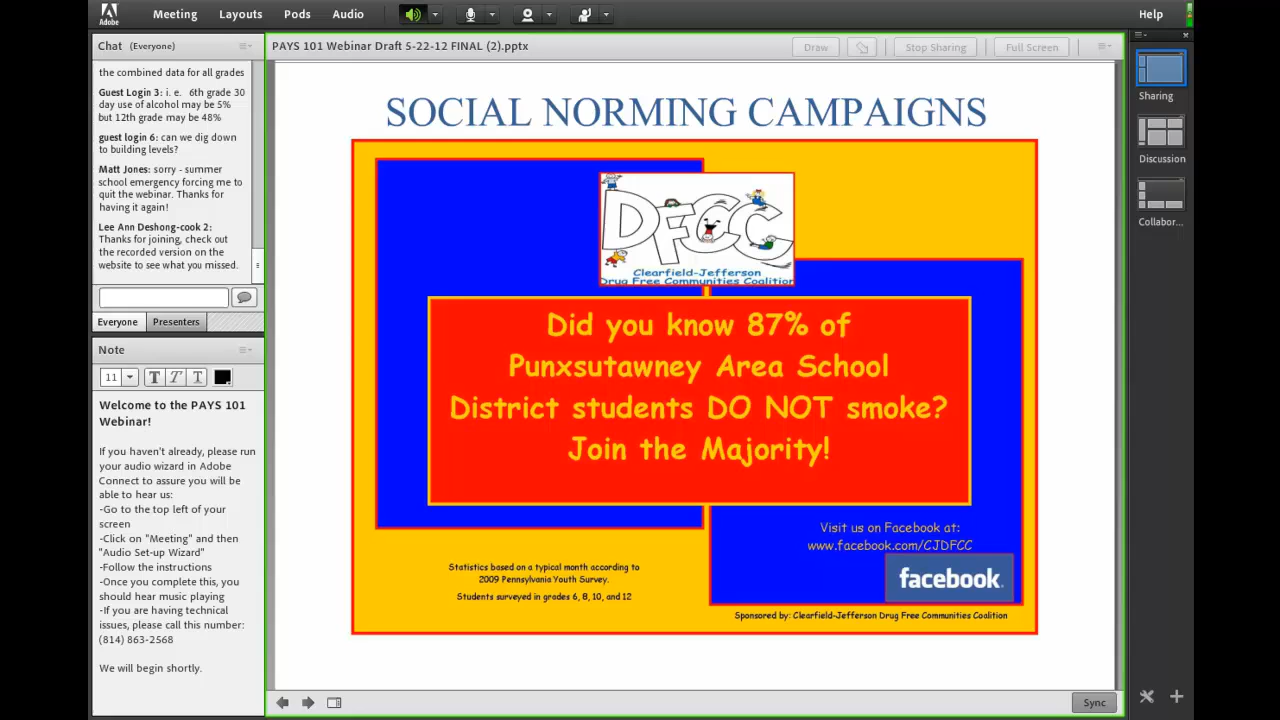 Adobe
Meeting
Layouts
Pods
Audio
Help
Chat (Everyone)
the combined data for all grades
Guest Login 3: i. e. 6th grade 30
day use of alcohol may be 5%
but 12th grade may be 48%
guest login 6: can we dig down
to building levels?
Matt Jones: sorry - summer
school emergency forcing me to
quit the webinar. Thanks for
having it again!
Lee Ann Deshong-cook 2:
Thanks for joining, check out
the recorded version on the
website to see what you missed.
Everyone
Presenters
Note
11
T T T
Welcome to the PAYS 101
Webinar!
If you haven't already, please run
your audio wizard in Adobe
Connect to assure you will be
able to hear us:
-Go to the top left of your
screen
-Click on "Meeting" and then
"Audio Set-up Wizard"
-Follow the instructions
-Once you complete this, you
should hear music playing
-If you are having technical
issues, please call this number:
(814) 863-2568
We will begin shortly.
PAYS 101 Webinar Draft 5-22-12 FINAL (2).pptx
Draw
Stop Sharing
Full Screen
SOCIAL NORMING CAMPAIGNS
DFCC
Clearfield-Jefferson
Drug Free Communities Coalition
Did you know 87% of
Punxsutawney Area School
District students DO NOT smoke?
Join the Majority!
Visit us on Facebook at:
www.facebook.com/CJDFCC
facebook
Statistics based on a typical month according to
2009 Pennsylvania Youth Survey.
Students surveyed in grades 6, 8, 10, and 12
Sponsored by: Clearfield-Jefferson Drug Free Communities Coalition
Sync
Sharing
Discussion
Collabor...